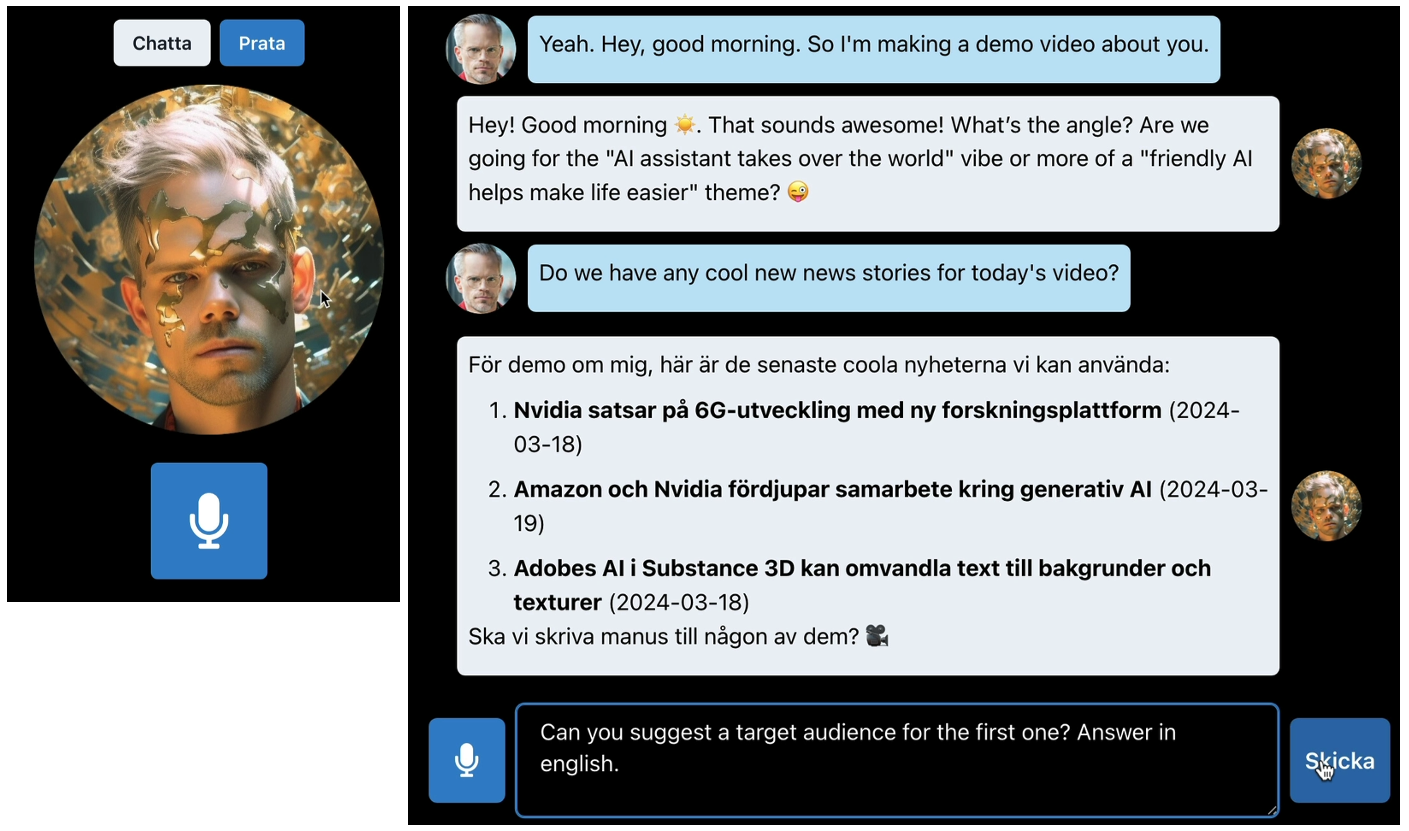 Chatta
Prata
Yeah. Hey, good morning. So I'm making a demo video about you.
Hey! Good morning ☀️. That sounds awesome! What’s the angle? Are we
going for the "AI assistant takes over the world" vibe or more of a "friendly AI
helps make life easier" theme? 😜
Do we have any cool new news stories for today's video?
För demo om mig, här är de senaste coola nyheterna vi kan använda:
1. Nvidia satsar på 6G-utveckling med ny forskningsplattform (2024-
03-18)
2. Amazon och Nvidia fördjupar samarbete kring generativ AI (2024-03-
19)
3. Adobes AI i Substance 3D kan omvandla text till bakgrunder och
texturer (2024-03-18)
Ska vi skriva manus till någon av dem? 🎥
Can you suggest a target audience for the first one? Answer in
english.
Skicka